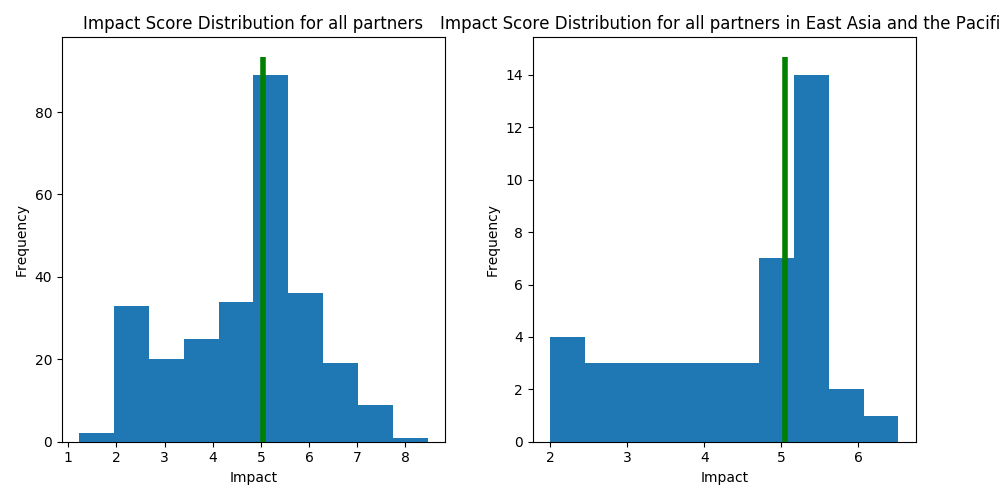 Impact Score Distribution for all partners
80
60
40
20
0
Frequency
1 2 3 4 5 6 7 8
Impact
Impact Score Distribution for all partners in East Asia and the Pacifi
14
12
10
8
6
4
2
0
Frequency
2 3 4 5 6
Impact